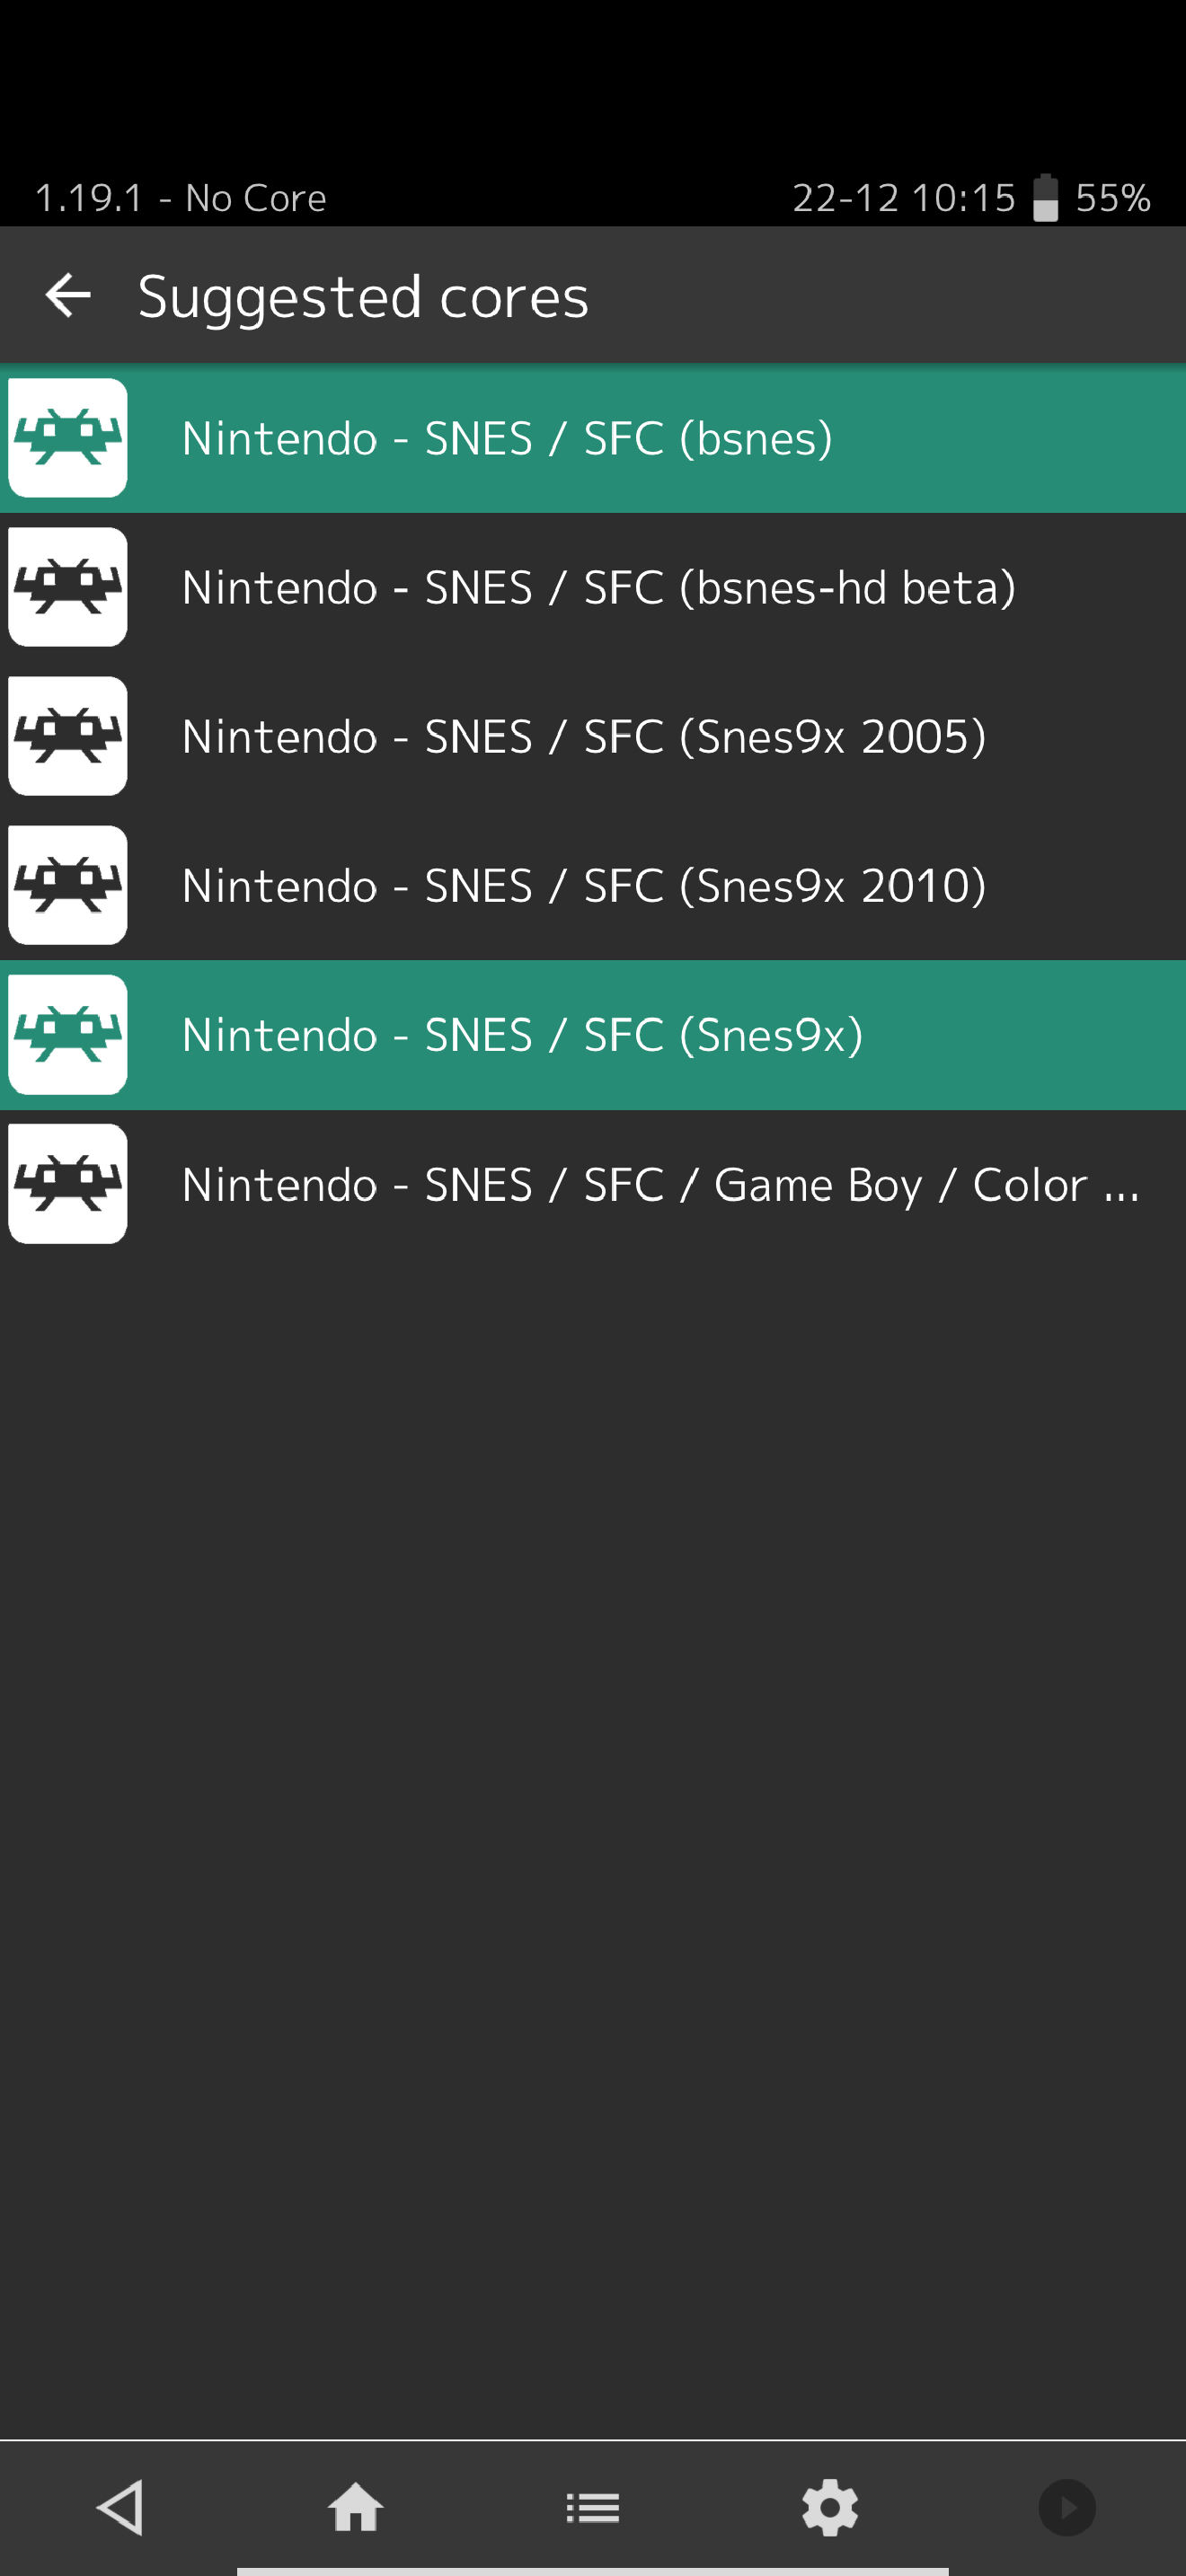 1.19.1 - No Core
22-12 10:15 55%
Suggested cores
Nintendo - SNES / SFC (bsnes)
Nintendo - SNES / SFC (bsnes-hd beta)
Nintendo - SNES / SFC (Snes9x 2005)
Nintendo - SNES / SFC (Snes9x 2010)
Nintendo - SNES / SFC (Snes9x)
Nintendo - SNES / SFC / Game Boy / Color ...